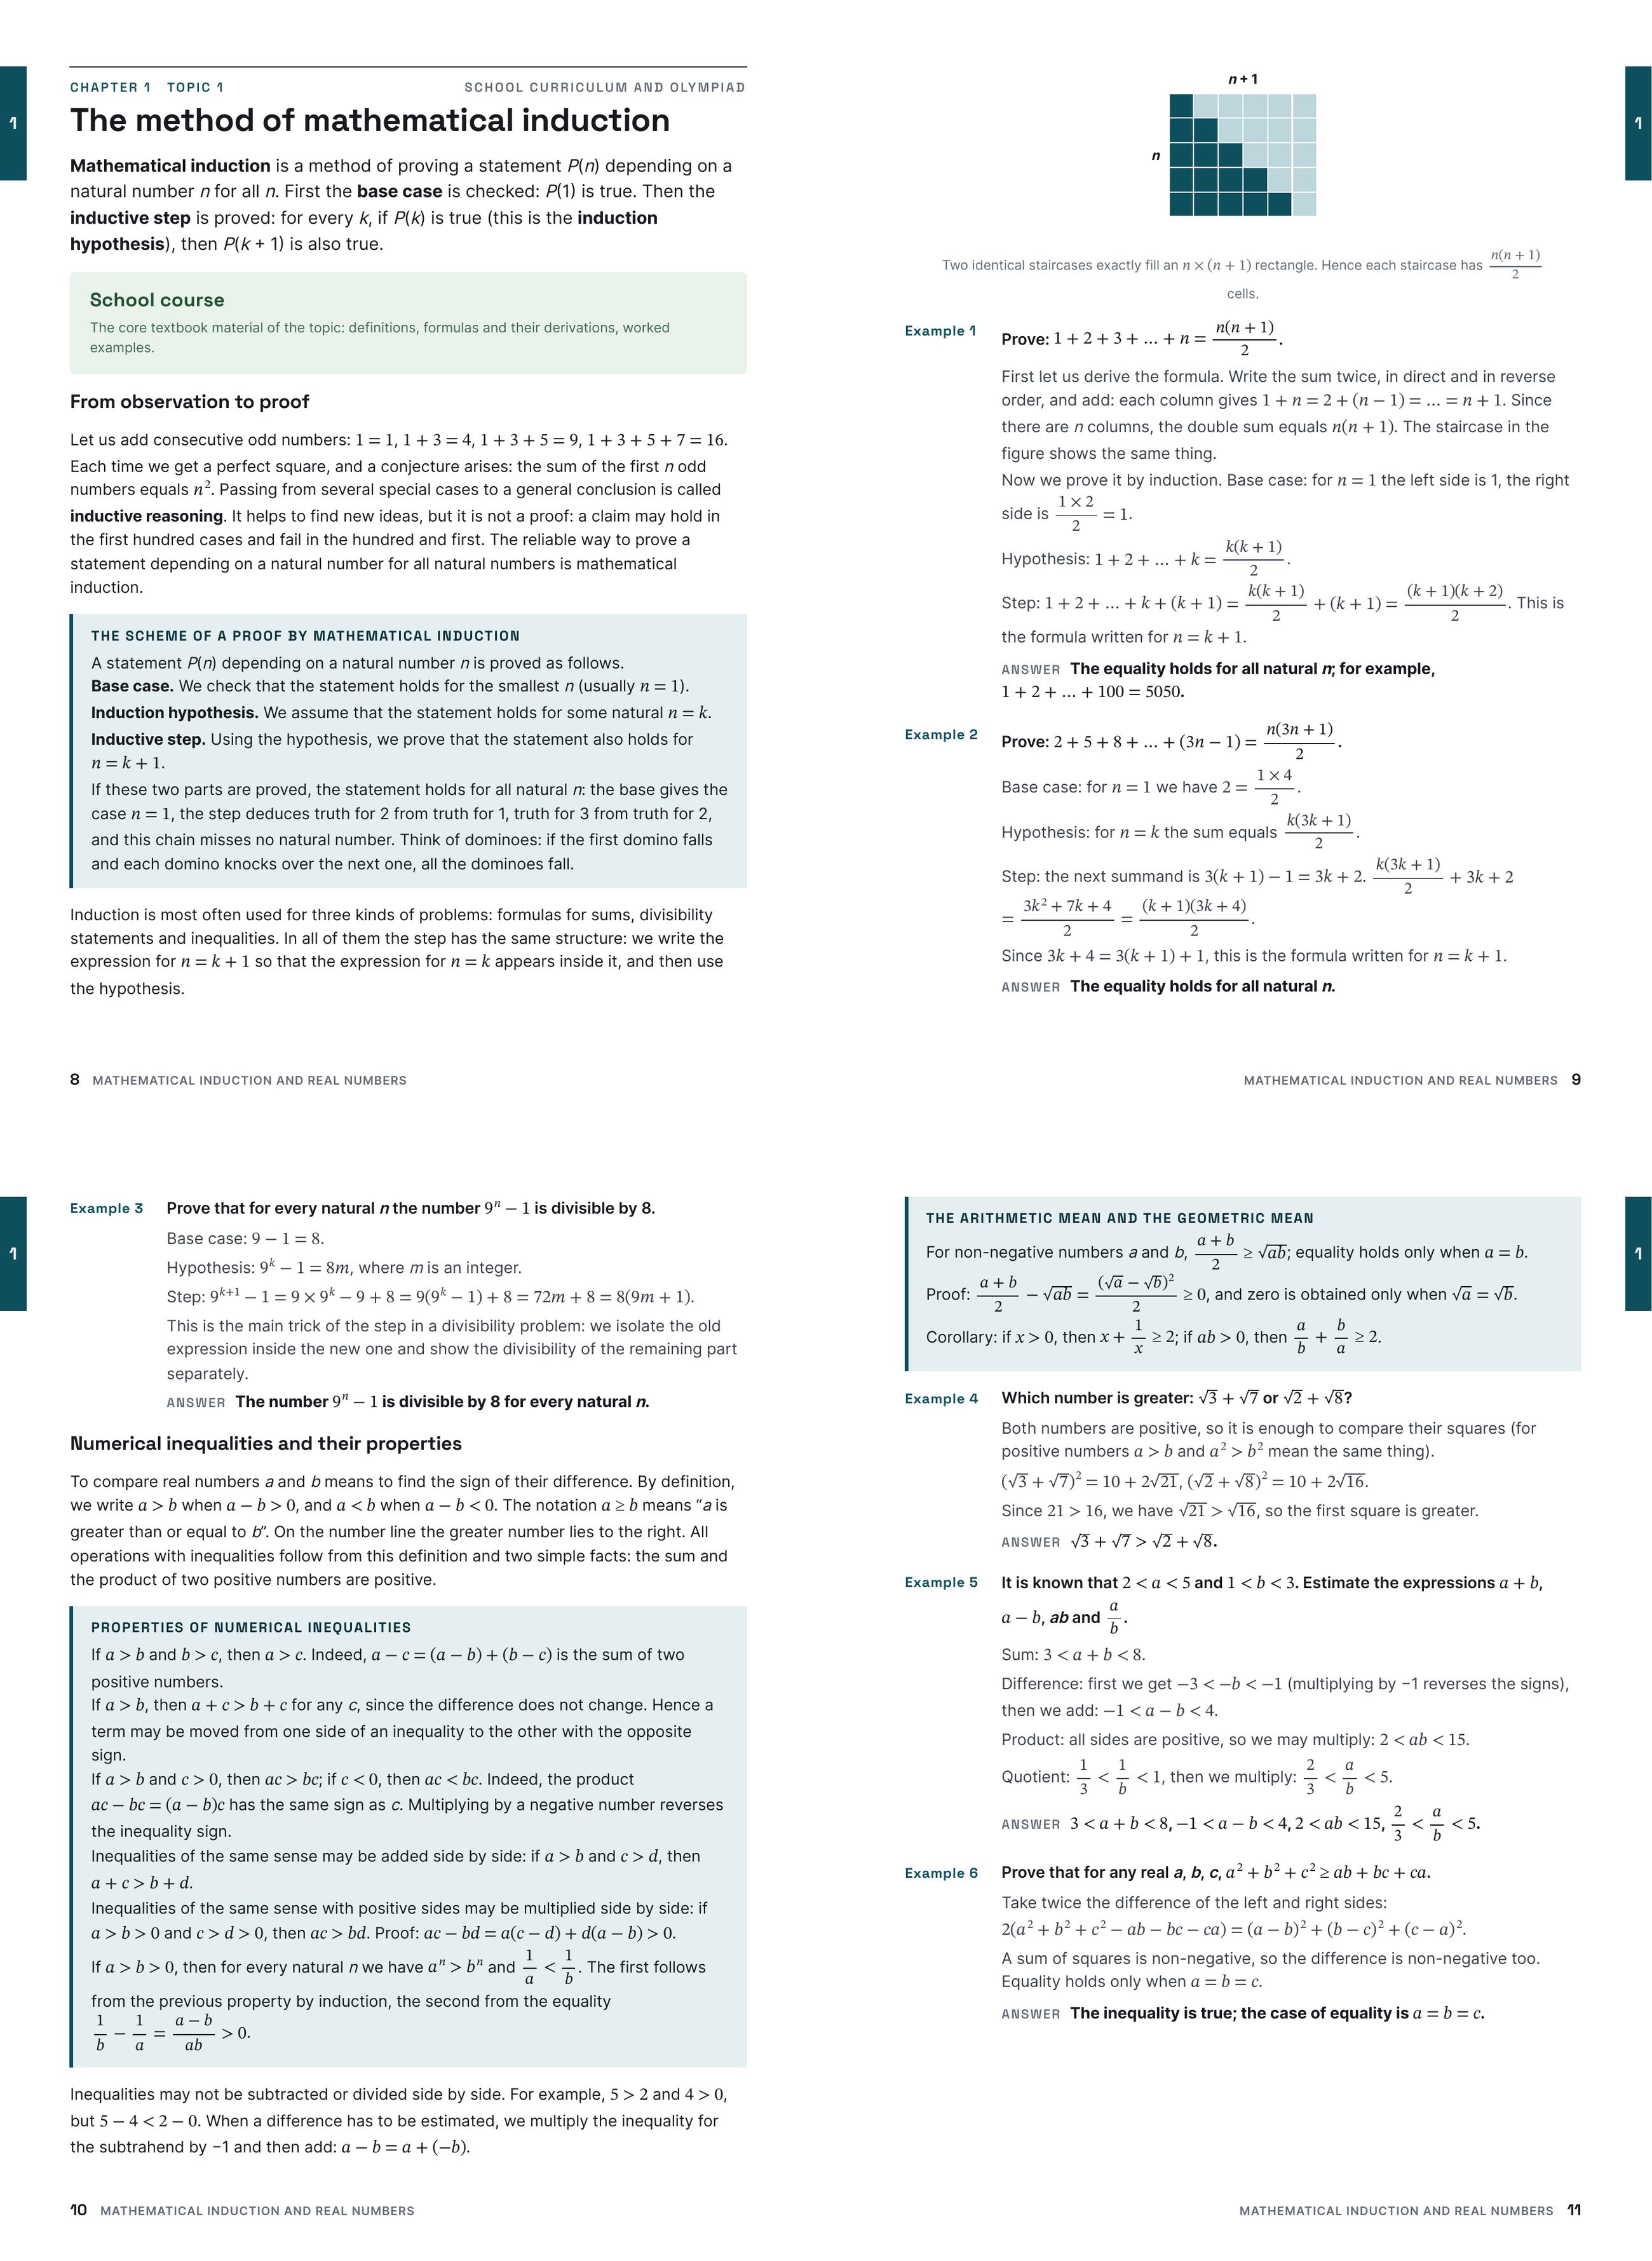 1
CHAPTER 1 TOPIC 1
SCHOOL CURRICULUM AND OLYMPIAD
The method of mathematical induction
Mathematical induction is a method of proving a statement P(n) depending on a
natural number n for all n. First the base case is checked: P(1) is true. Then the
inductive step is proved: for every k, if P(k) is true (this is the induction
hypothesis), then P(k + 1) is also true.
School course
The core textbook material of the topic: definitions, formulas and their derivations, worked
examples.
From observation to proof
Let us add consecutive odd numbers: 1 = 1, 1 + 3 = 4, 1 + 3 + 5 = 9, 1 + 3 + 5 + 7 = 16.
Each time we get a perfect square, and a conjecture arises: the sum of the first n odd
numbers equals n². Passing from several special cases to a general conclusion is called
inductive reasoning. It helps to find new ideas, but it is not a proof: a claim may hold in
the first hundred cases and fail in the hundred and first. The reliable way to prove a
statement depending on a natural number for all natural numbers is mathematical
induction.
THE SCHEME OF A PROOF BY MATHEMATICAL INDUCTION
A statement P(n) depending on a natural number n is proved as follows.
Base case. We check that the statement holds for the smallest n (usually n = 1).
Induction hypothesis. We assume that the statement holds for some natural n = k.
Inductive step. Using the hypothesis, we prove that the statement also holds for
n = k + 1.
If these two parts are proved, the statement holds for all natural n: the base gives the
case n = 1, the step deduces truth for 2 from truth for 1, truth for 3 from truth for 2,
and this chain misses no natural number. Think of dominoes: if the first domino falls
and each domino knocks over the next one, all the dominoes fall.
Induction is most often used for three kinds of problems: formulas for sums, divisibility
statements and inequalities. In all of them the step has the same structure: we write the
expression for n = k + 1 so that the expression for n = k appears inside it, and then use
the hypothesis.
8 MATHEMATICAL INDUCTION AND REAL NUMBERS
1
n + 1
n
Two identical staircases exactly fill an n × (n + 1) rectangle. Hence each staircase has n(n + 1)/2
cells.
Example 1
Prove: 1 + 2 + 3 + … + n = n(n + 1)/2.
First let us derive the formula. Write the sum twice, in direct and in reverse
order, and add: each column gives 1 + n = 2 + (n − 1) = … = n + 1. Since
there are n columns, the double sum equals n(n + 1). The staircase in the
figure shows the same thing.
Now we prove it by induction. Base case: for n = 1 the left side is 1, the right
side is (1 × 2)/2 = 1.
Hypothesis: 1 + 2 + … + k = k(k + 1)/2.
Step: 1 + 2 + … + k + (k + 1) = k(k + 1)/2 + (k + 1) = (k + 1)(k + 2)/2. This is
the formula written for n = k + 1.
ANSWER The equality holds for all natural n; for example,
1 + 2 + … + 100 = 5050.
Example 2
Prove: 2 + 5 + 8 + … + (3n − 1) = n(3n + 1)/2.
Base case: for n = 1 we have 2 = (1 × 4)/2.
Hypothesis: for n = k the sum equals k(3k + 1)/2.
Step: the next summand is 3(k + 1) − 1 = 3k + 2. k(3k + 1)/2 + 3k + 2
= (3k² + 7k + 4)/2 = (k + 1)(3k + 4)/2.
Since 3k + 4 = 3(k + 1) + 1, this is the formula written for n = k + 1.
ANSWER The equality holds for all natural n.
MATHEMATICAL INDUCTION AND REAL NUMBERS 9
1
Example 3
Prove that for every natural n the number 9ⁿ − 1 is divisible by 8.
Base case: 9 − 1 = 8.
Hypothesis: 9ᵏ − 1 = 8m, where m is an integer.
Step: 9ᵏ⁺¹ − 1 = 9 × 9ᵏ − 9 + 8 = 9(9ᵏ − 1) + 8 = 72m + 8 = 8(9m + 1).
This is the main trick of the step in a divisibility problem: we isolate the old
expression inside the new one and show the divisibility of the remaining part
separately.
ANSWER The number 9ⁿ − 1 is divisible by 8 for every natural n.
Numerical inequalities and their properties
To compare real numbers a and b means to find the sign of their difference. By definition,
we write a > b when a − b > 0, and a < b when a − b < 0. The notation a ≥ b means “a is
greater than or equal to b”. On the number line the greater number lies to the right. All
operations with inequalities follow from this definition and two simple facts: the sum and
the product of two positive numbers are positive.
PROPERTIES OF NUMERICAL INEQUALITIES
If a > b and b > c, then a > c. Indeed, a − c = (a − b) + (b − c) is the sum of two
positive numbers.
If a > b, then a + c > b + c for any c, since the difference does not change. Hence a
term may be moved from one side of an inequality to the other with the opposite
sign.
If a > b and c > 0, then ac > bc; if c < 0, then ac < bc. Indeed, the product
ac − bc = (a − b)c has the same sign as c. Multiplying by a negative number reverses
the inequality sign.
Inequalities of the same sense may be added side by side: if a > b and c > d, then
a + c > b + d.
Inequalities of the same sense with positive sides may be multiplied side by side: if
a > b > 0 and c > d > 0, then ac > bd. Proof: ac − bd = a(c − d) + d(a − b) > 0.
If a > b > 0, then for every natural n we have aⁿ > bⁿ and 1/a < 1/b. The first follows
from the previous property by induction, the second from the equality
1/b − 1/a = (a − b)/ab > 0.
Inequalities may not be subtracted or divided side by side. For example, 5 > 2 and 4 > 0,
but 5 − 4 < 2 − 0. When a difference has to be estimated, we multiply the inequality for
the subtrahend by −1 and then add: a − b = a + (−b).
10 MATHEMATICAL INDUCTION AND REAL NUMBERS
1
THE ARITHMETIC MEAN AND THE GEOMETRIC MEAN
For non-negative numbers a and b, (a + b)/2 ≥ √ab; equality holds only when a = b.
Proof: (a + b)/2 − √ab = (√a − √b)²/2 ≥ 0, and zero is obtained only when √a = √b.
Corollary: if x > 0, then x + 1/x ≥ 2; if ab > 0, then a/b + b/a ≥ 2.
Example 4
Which number is greater: √3 + √7 or √2 + √8?
Both numbers are positive, so it is enough to compare their squares (for
positive numbers a > b and a² > b² mean the same thing).
(√3 + √7)² = 10 + 2√21, (√2 + √8)² = 10 + 2√16.
Since 21 > 16, we have √21 > √16, so the first square is greater.
ANSWER √3 + √7 > √2 + √8.
Example 5
It is known that 2 < a < 5 and 1 < b < 3. Estimate the expressions a + b,
a − b, ab and a/b.
Sum: 3 < a + b < 8.
Difference: first we get −3 < −b < −1 (multiplying by −1 reverses the signs),
then we add: −1 < a − b < 4.
Product: all sides are positive, so we may multiply: 2 < ab < 15.
Quotient: 1/3 < 1/b < 1, then we multiply: 2/3 < a/b < 5.
ANSWER 3 < a + b < 8, −1 < a − b < 4, 2 < ab < 15, 2/3 < a/b < 5.
Example 6
Prove that for any real a, b, c, a² + b² + c² ≥ ab + bc + ca.
Take twice the difference of the left and right sides:
2(a² + b² + c² − ab − bc − ca) = (a − b)² + (b − c)² + (c − a)².
A sum of squares is non-negative, so the difference is non-negative too.
Equality holds only when a = b = c.
ANSWER The inequality is true; the case of equality is a = b = c.
MATHEMATICAL INDUCTION AND REAL NUMBERS 11